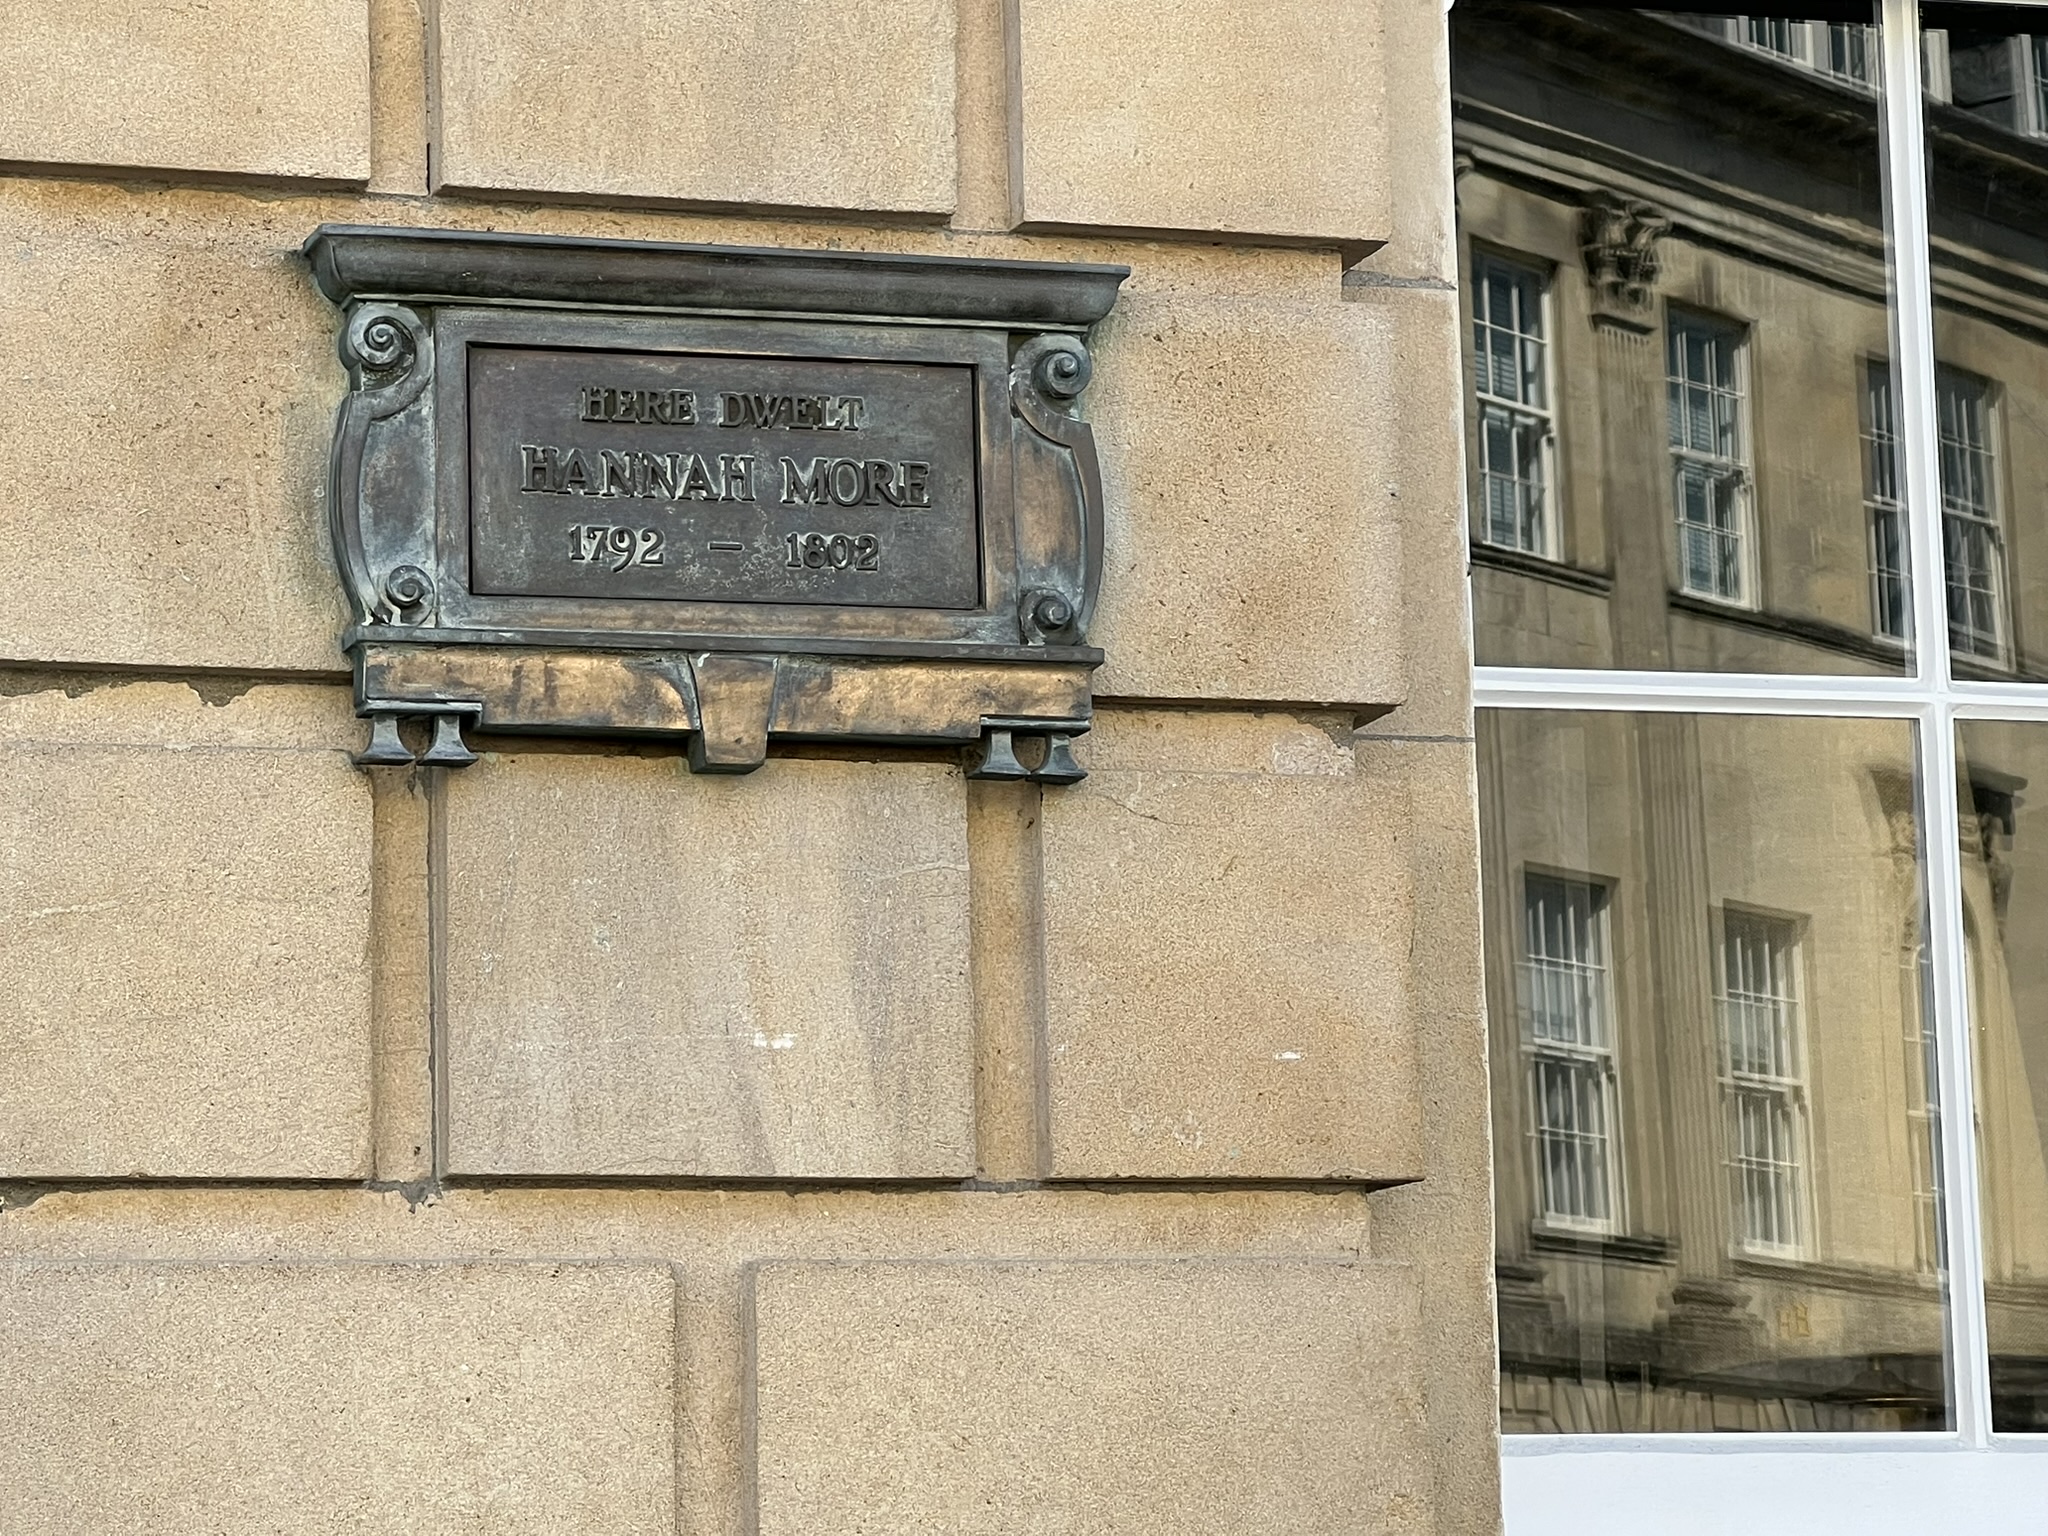 HERE DWELT
HANNAH MORE
1792 – 1802